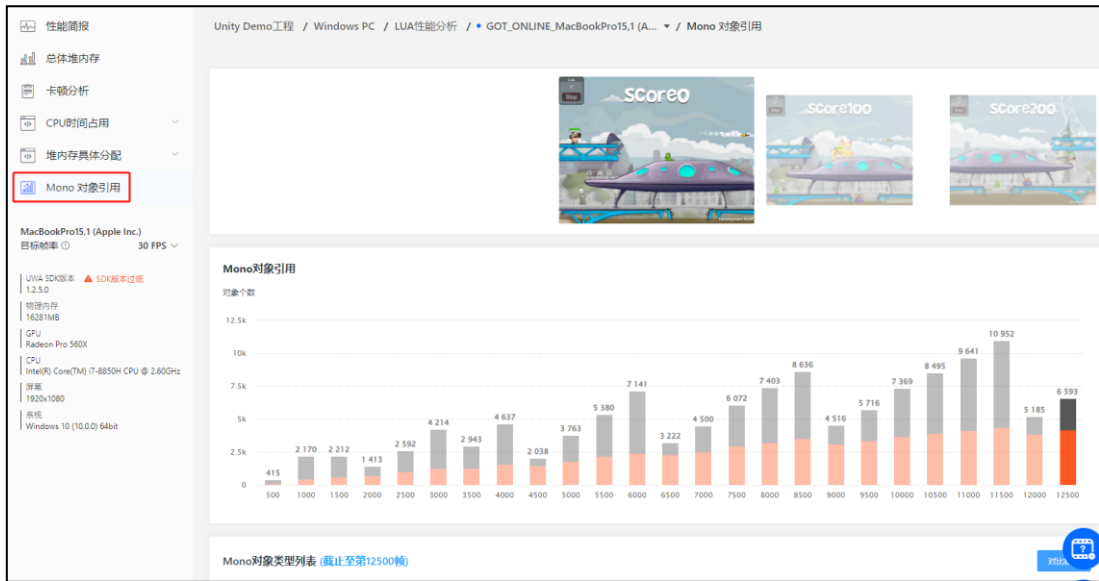 性能简报
总体堆内存
卡顿分析
CPU时间占用
堆内存具体分配
Mono 对象引用
MacBookPro15,1 (Apple Inc.)
目标帧率 30 FPS
UWA SDK版本 SDK版本过低
1.2.5.0
物理内存
16281MB
GPU
Radeon Pro 560X
CPU
Intel(R) Core(TM) i7-8850H CPU @ 2.60GHz
屏幕
1920x1080
系统
Windows 10 (10.0.0) 64bit
Unity Demo工程 / Windows PC / LUA性能分析 / • GOT_ONLINE_MacBookPro15,1 (A... / Mono 对象引用
Stop
Score0
Score100
Score200
Mono对象引用
对象个数
12.5k
10k
7.5k
5k
2.5k
0
415 2 170 2 212 1 413 2 592 4 214 2 943 4 637 2 038 3 763 5 380 7 141 3 222 4 500 6 072 7 403 8 636 4 516 5 716 7 369 8 495 9 641 10 952 5 185 6 593
500 1000 1500 2000 2500 3000 3500 4000 4500 5000 5500 6000 6500 7000 7500 8000 8500 9000 9500 10000 10500 11000 11500 12000 12500
Mono对象类型列表 (截止至第12500帧)
对比